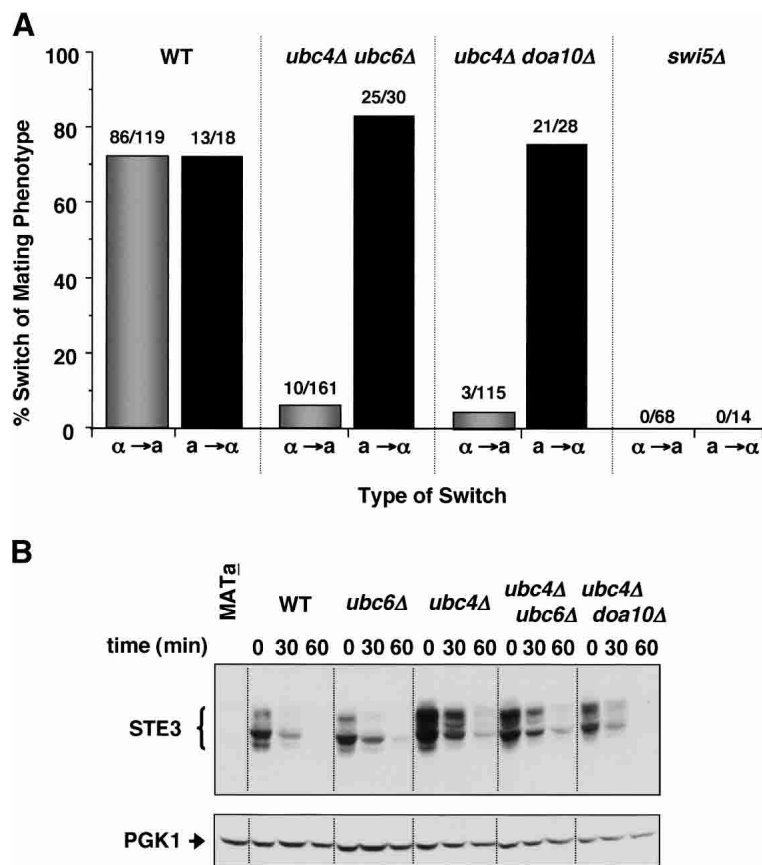 A
100
80
60
40
20
0
% Switch of Mating Phenotype
WT
ubc4Δ ubc6Δ
ubc4Δ doa10Δ
swi5Δ
86/119
13/18
10/161
25/30
3/115
21/28
0/68
0/14
α→a
a→α
α→a
a→α
α→a
a→α
α→a
a→α
Type of Switch
B
MATa
WT
ubc6Δ
ubc4Δ
ubc4Δ ubc6Δ
ubc4Δ doa10Δ
time (min) 0 30 60 0 30 60 0 30 60 0 30 60 0 30 60
STE3
PGK1